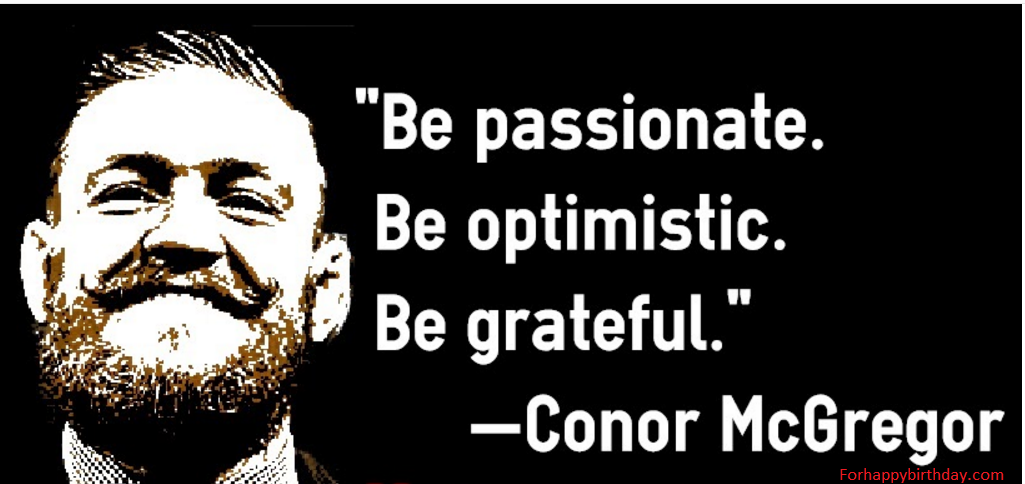 "Be passionate.
Be optimistic.
Be grateful."
—Conor McGregor
Forhappybirthday.com